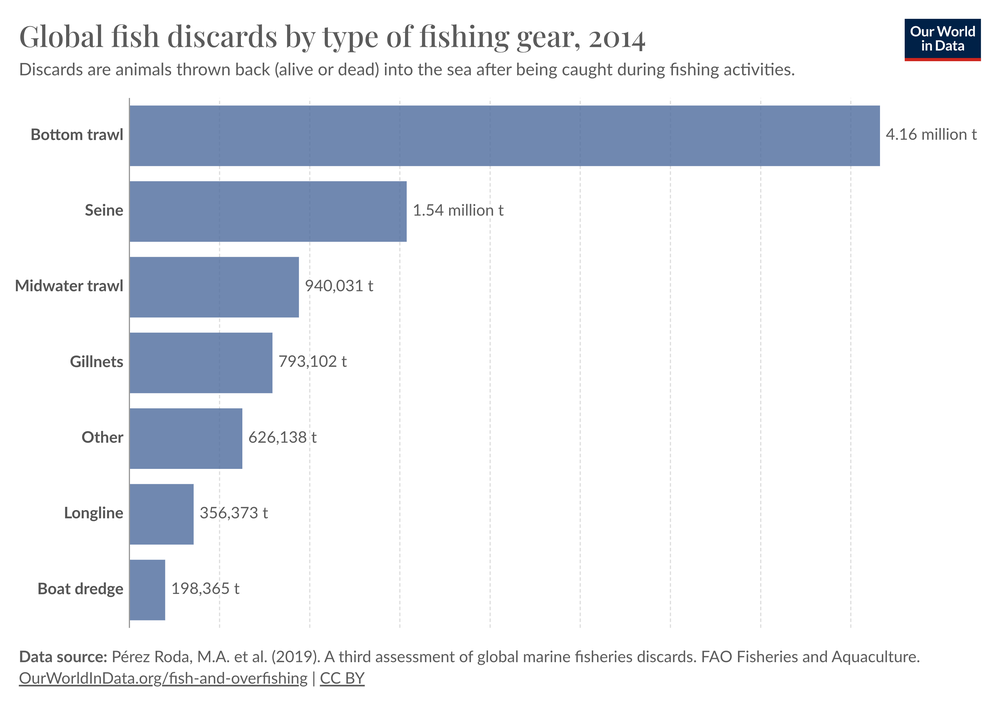 Global fish discards by type of fishing gear, 2014
Our World
in Data
Discards are animals thrown back (alive or dead) into the sea after being caught during fishing activities.
Bottom trawl
4.16 million t
Seine
1.54 million t
Midwater trawl
940,031 t
Gillnets
793,102 t
Other
626,138 t
Longline
356,373 t
Boat dredge
198,365 t
Data source: Pérez Roda, M.A. et al. (2019). A third assessment of global marine fisheries discards. FAO Fisheries and Aquaculture.
OurWorldInData.org/fish-and-overfishing | CC BY